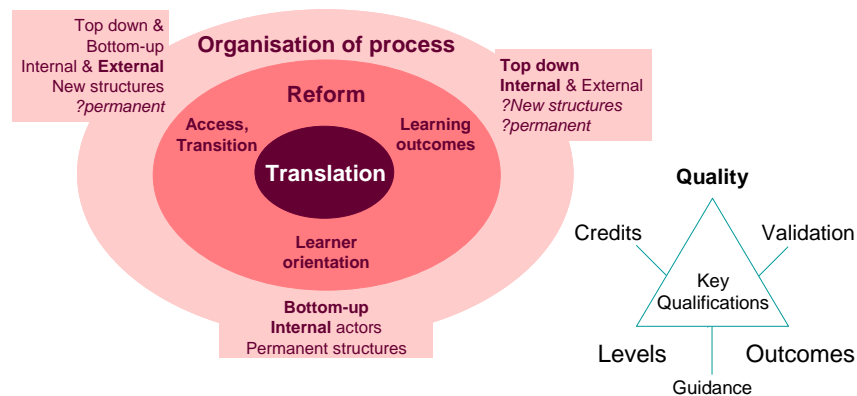 Top down &
Bottom-up
Internal & External
New structures
?permanent
Organisation of process
Top down
Internal & External
?New structures
?permanent
Reform
Access,
Transition
Learning
outcomes
Translation
Learner
orientation
Bottom-up
Internal actors
Permanent structures
Quality
Credits
Validation
Key
Qualifications
Levels
Outcomes
Guidance